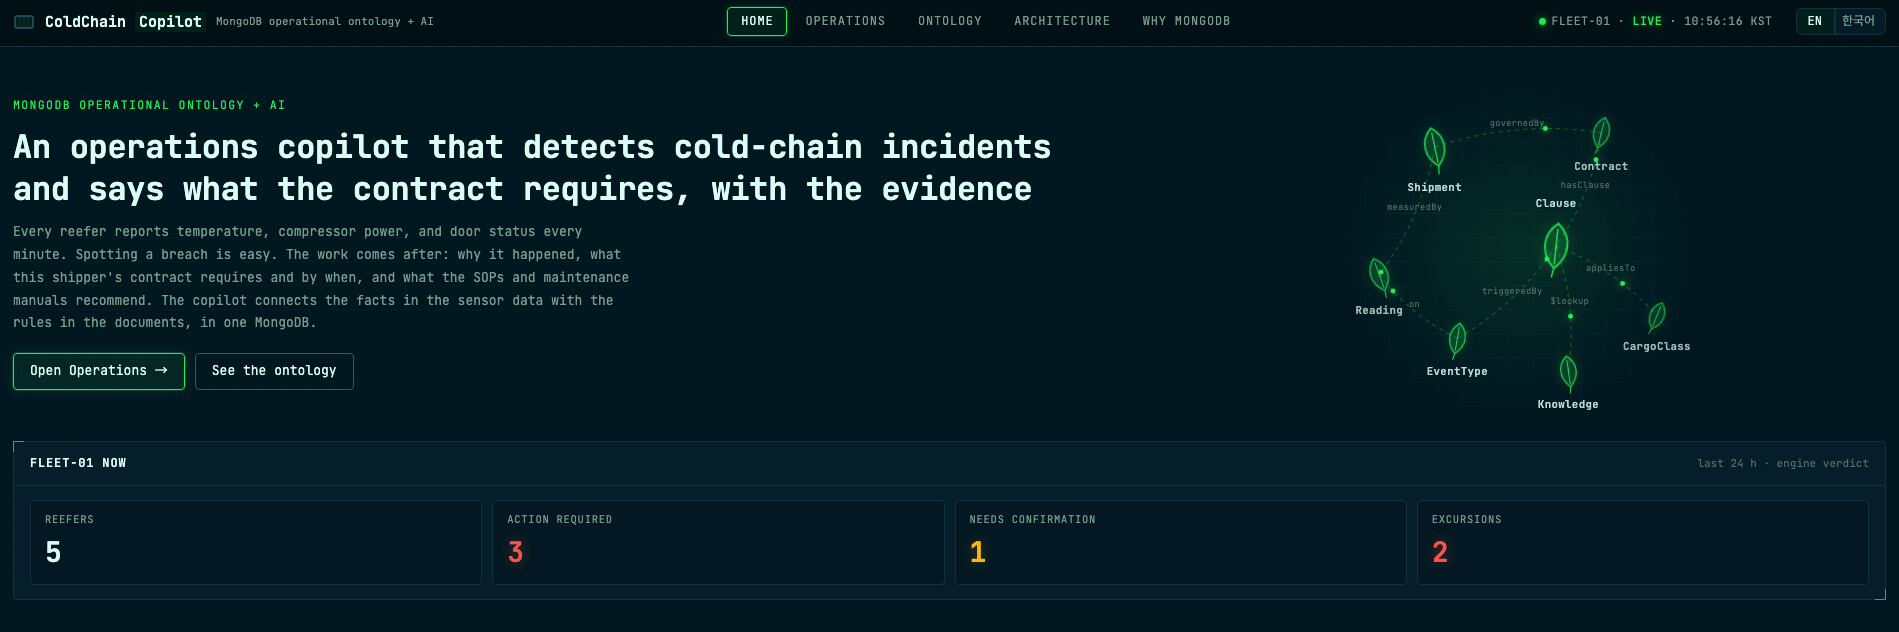 ColdChain Copilot MongoDB operational ontology + AI
HOME OPERATIONS ONTOLOGY ARCHITECTURE WHY MONGODB
FLEET-01 · LIVE · 10:56:16 KST
EN 한국어
MONGODB OPERATIONAL ONTOLOGY + AI
An operations copilot that detects cold-chain incidents
and says what the contract requires, with the evidence
Every reefer reports temperature, compressor power, and door status every
minute. Spotting a breach is easy. The work comes after: why it happened, what
this shipper's contract requires and by when, and what the SOPs and maintenance
manuals recommend. The copilot connects the facts in the sensor data with the
rules in the documents, in one MongoDB.
Open Operations →
See the ontology
governedBy
Contract
Shipment
hasClause
measuredBy
Clause
appliesTo
triggeredBy
$lookup
on
Reading
CargoClass
EventType
Knowledge
FLEET-01 NOW
last 24 h · engine verdict
REEFERS
5
ACTION REQUIRED
3
NEEDS CONFIRMATION
1
EXCURSIONS
2